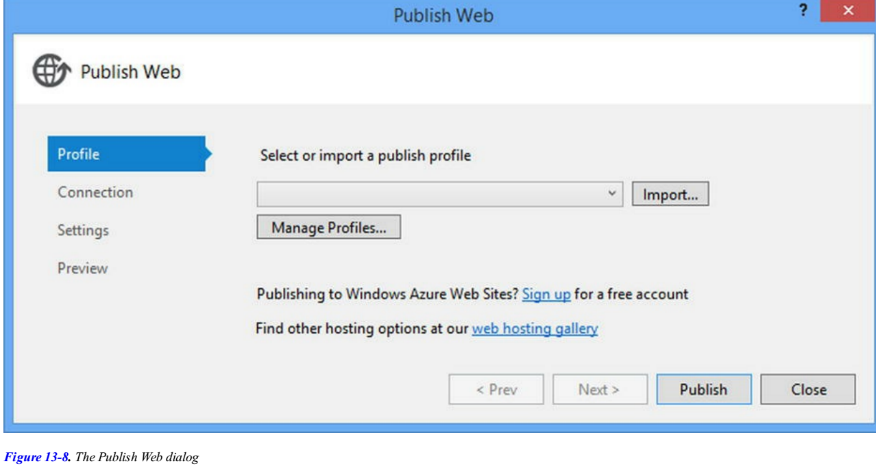 Publish Web
?
Publish Web
Profile
Select or import a publish profile
Connection
Import...
Settings
Manage Profiles...
Preview
Publishing to Windows Azure Web Sites? Sign up for a free account
Find other hosting options at our web hosting gallery
< Prev
Next >
Publish
Close
Figure 13-8. The Publish Web dialog